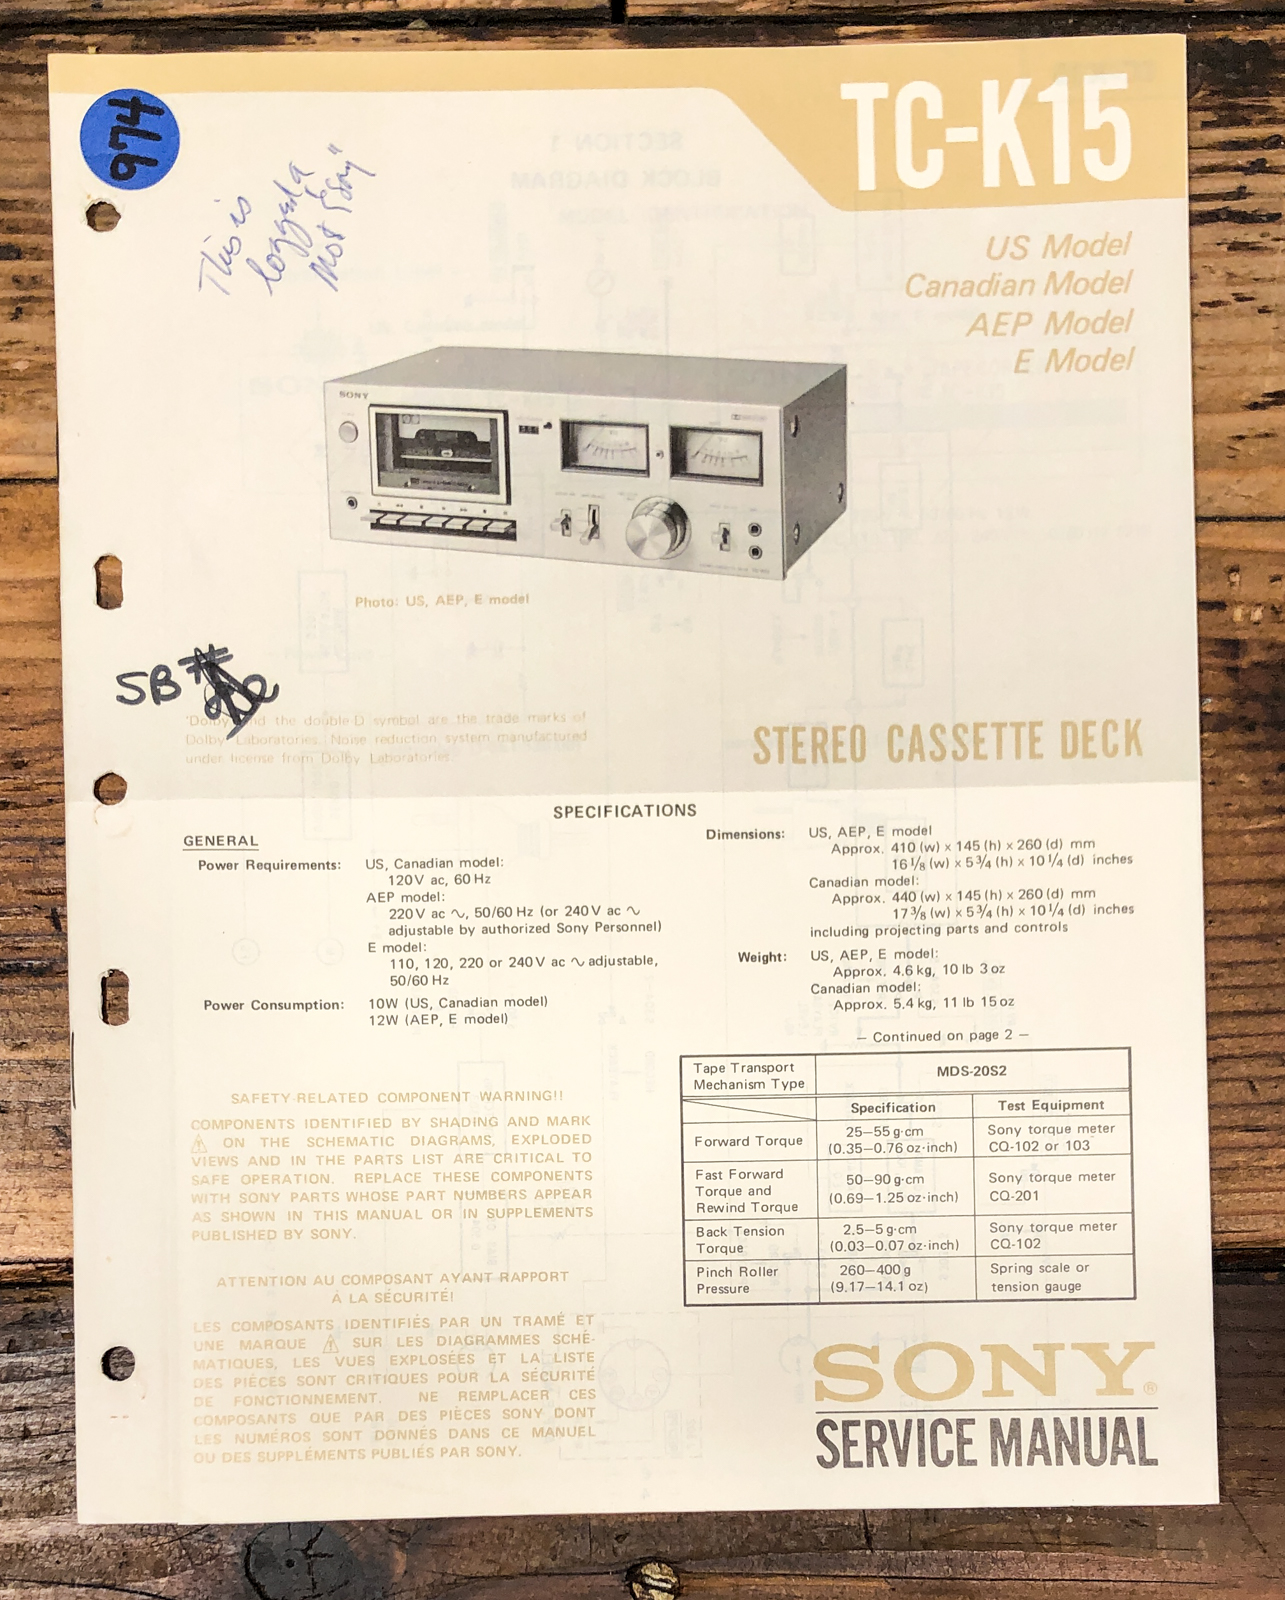 974
This is
logged a
not
TC-K15
US Model
Canadian Model
AEP Model
E Model
SONY
Photo: US, AEP, E model
SB#
'Dolby' and the double-D symbol are the trade marks of
Dolby Laboratories. Noise reduction system manufactured
under license from Dolby Laboratories.
STEREO CASSETTE DECK
SPECIFICATIONS
GENERAL
Power Requirements: US, Canadian model:
120V ac, 60 Hz
AEP model:
220V ac ∿, 50/60 Hz (or 240V ac ∿
adjustable by authorized Sony Personnel)
E model:
110, 120, 220 or 240V ac ∿ adjustable,
50/60 Hz
Power Consumption: 10W (US, Canadian model)
12W (AEP, E model)
Dimensions: US, AEP, E model
Approx. 410 (w) × 145 (h) × 260 (d) mm
16 1/8 (w) × 5 3/4 (h) × 10 1/4 (d) inches
Canadian model:
Approx. 440 (w) × 145 (h) × 260 (d) mm
17 3/8 (w) × 5 3/4 (h) × 10 1/4 (d) inches
including projecting parts and controls
Weight: US, AEP, E model:
Approx. 4.6 kg, 10 lb 3 oz
Canadian model:
Approx. 5.4 kg, 11 lb 15 oz
— Continued on page 2 —
SAFETY-RELATED COMPONENT WARNING!!
COMPONENTS IDENTIFIED BY SHADING AND MARK
⚠ ON THE SCHEMATIC DIAGRAMS, EXPLODED
VIEWS AND IN THE PARTS LIST ARE CRITICAL TO
SAFE OPERATION. REPLACE THESE COMPONENTS
WITH SONY PARTS WHOSE PART NUMBERS APPEAR
AS SHOWN IN THIS MANUAL OR IN SUPPLEMENTS
PUBLISHED BY SONY.
ATTENTION AU COMPOSANT AYANT RAPPORT
À LA SÉCURITÉ!
LES COMPOSANTS IDENTIFIÉS PAR UN TRAMÉ ET
UNE MARQUE ⚠ SUR LES DIAGRAMMES SCHÉ-
MATIQUES, LES VUES EXPLOSÉES ET LA LISTE
DES PIÈCES SONT CRITIQUES POUR LA SÉCURITÉ
DE FONCTIONNEMENT. NE REMPLACER CES
COMPOSANTS QUE PAR DES PIÈCES SONY DONT
LES NUMÉROS SONT DONNÉS DANS CE MANUEL
OU DES SUPPLÉMENTS PUBLIÉS PAR SONY.
Tape Transport
Mechanism Type
MDS-20S2
Specification Test Equipment
Forward Torque
25–55 g·cm
(0.35–0.76 oz·inch)
Sony torque meter
CQ-102 or 103
Fast Forward
Torque and
Rewind Torque
50–90 g·cm
(0.69–1.25 oz·inch)
Sony torque meter
CQ-201
Back Tension
Torque
2.5–5 g·cm
(0.03–0.07 oz·inch)
Sony torque meter
CQ-102
Pinch Roller
Pressure
260–400 g
(9.17–14.1 oz)
Spring scale or
tension gauge
SONY®
SERVICE MANUAL